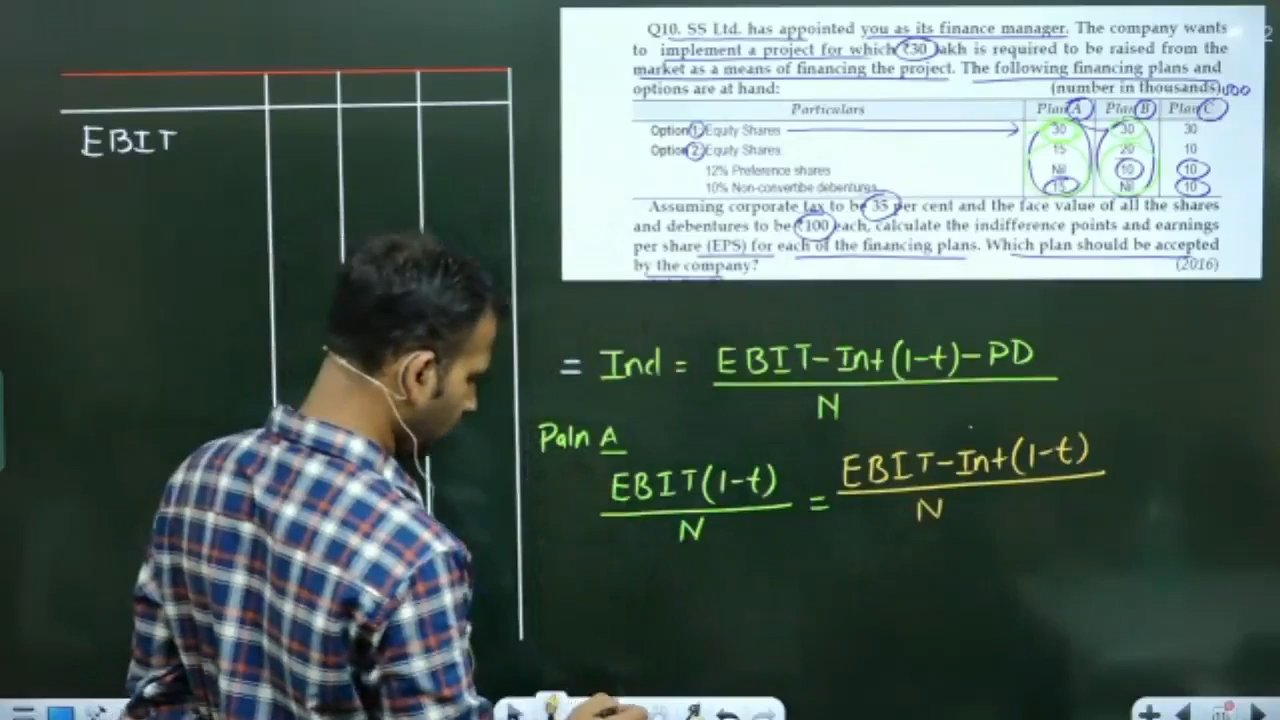 Q10. SS Ltd. has appointed you as its finance manager. The company wants
to implement a project for which ₹30 lakh is required to be raised from the
market as a means of financing the project. The following financing plans and
options are at hand: (number in thousands)
Particulars Plan A Plan B Plan C
Option 1 Equity Shares 30 30 30
Option 2 Equity Shares 15 20 10
12% Preference shares Nil 10 10
10% Non-convertibe debentures 15 Nil 10
Assuming corporate tax to be 35 per cent and the face value of all the shares
and debentures to be ₹100 each, calculate the indifference points and earnings
per share (EPS) for each of the financing plans. Which plan should be accepted
by the company? (2016)
EBIT
= Ind = EBIT-Int(1-t)-PD
N
Paln A
EBIT(1-t) = EBIT-Int(1-t)
N N